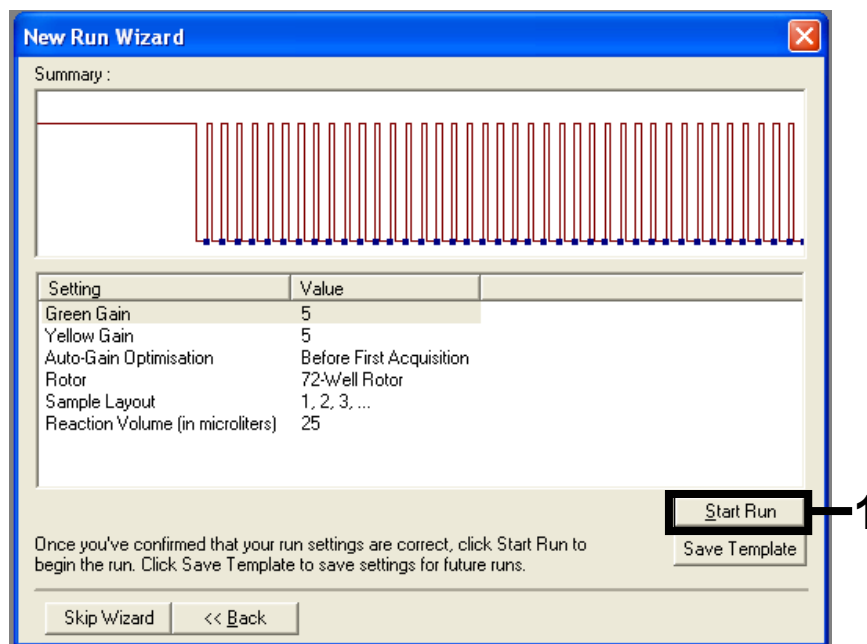 New Run Wizard
Summary :
Setting Value
Green Gain 5
Yellow Gain 5
Auto-Gain Optimisation Before First Acquisition
Rotor 72-Well Rotor
Sample Layout 1, 2, 3, ...
Reaction Volume (in microliters) 25
Start Run
1
Once you've confirmed that your run settings are correct, click Start Run to
begin the run. Click Save Template to save settings for future runs.
Save Template
Skip Wizard << Back